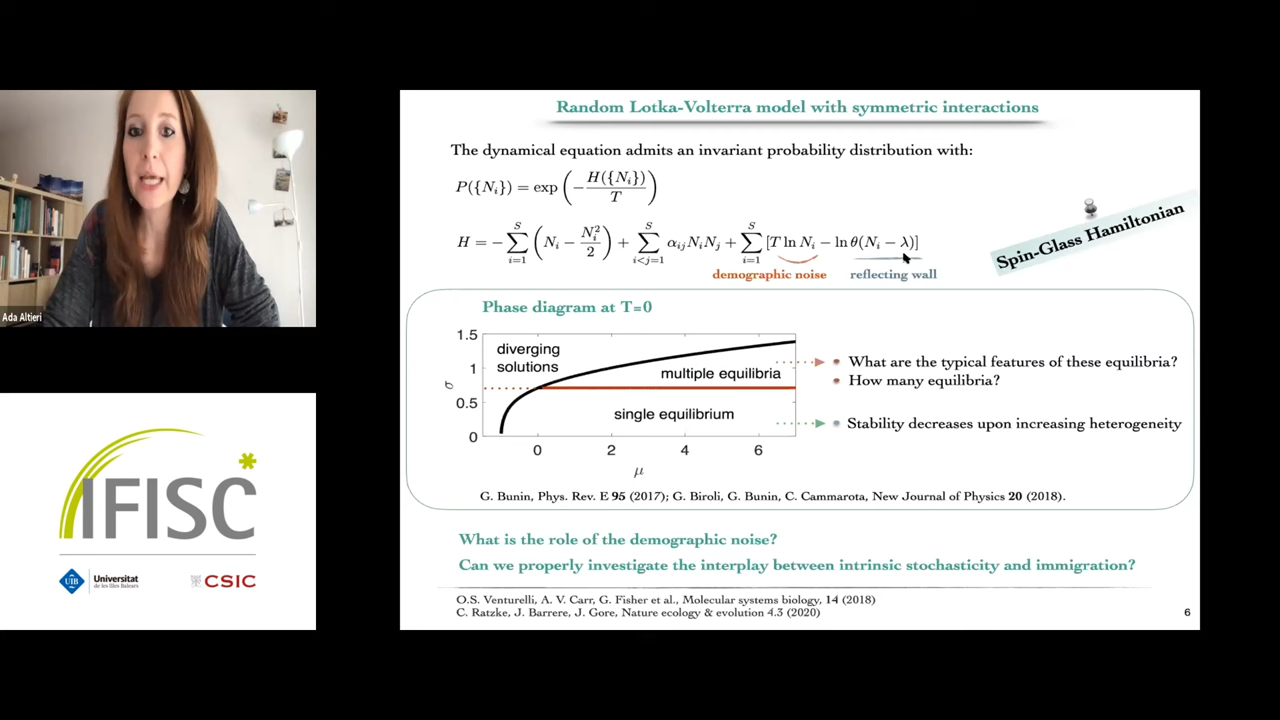 Random Lotka-Volterra model with symmetric interactions
The dynamical equation admits an invariant probability distribution with:
P({N_i}) = exp(−H({N_i})/T)
H = −∑_{i=1}^{S} (N_i − N_i^2/2) + ∑_{i<j=1}^{S} α_{ij}N_iN_j + ∑_{i=1}^{S} [T ln N_i − ln θ(N_i − λ)]
demographic noise
reflecting wall
Spin-Glass Hamiltonian
Ada Altieri
Phase diagram at T=0
1.5
1
0.5
0
σ
diverging
solutions
multiple equilibria
single equilibrium
0
2
4
6
μ
What are the typical features of these equilibria?
How many equilibria?
Stability decreases upon increasing heterogeneity
G. Bunin, Phys. Rev. E 95 (2017); G. Biroli, G. Bunin, C. Cammarota, New Journal of Physics 20 (2018).
What is the role of the demographic noise?
Can we properly investigate the interplay between intrinsic stochasticity and immigration?
O.S. Venturelli, A. V. Carr, G. Fisher et al., Molecular systems biology, 14 (2018)
C. Ratzke, J. Barrere, J. Gore, Nature ecology & evolution 4.3 (2020)
6
IFISC
UIB
Universitat
de les Illes Balears
CSIC